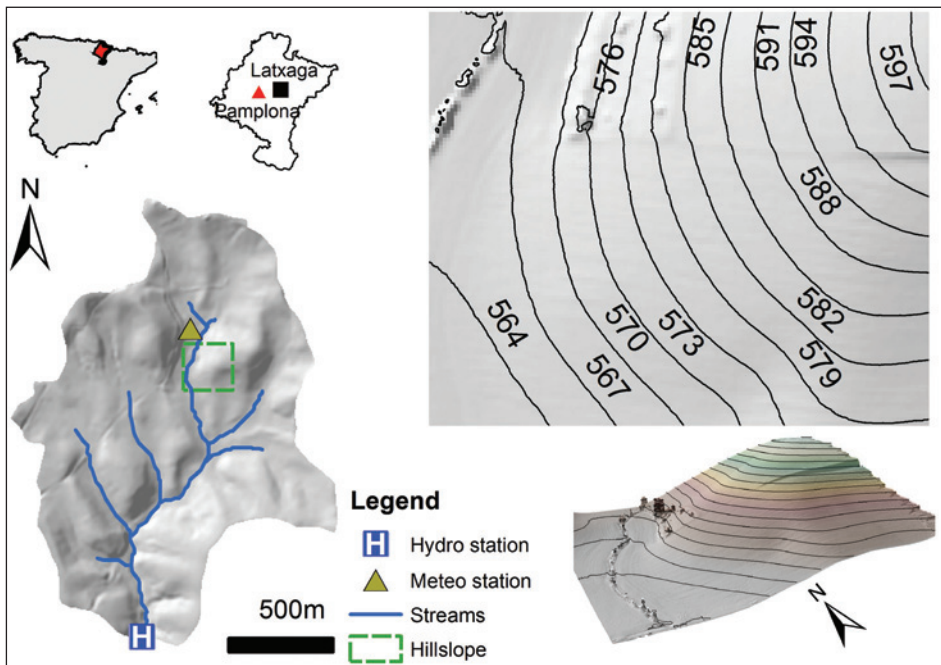 Latxaga
Pamplona
N
576
585
591
594
597
588
564
567
570
573
582
579
H
Legend
H Hydro station
Meteo station
Streams
Hillslope
500m
N